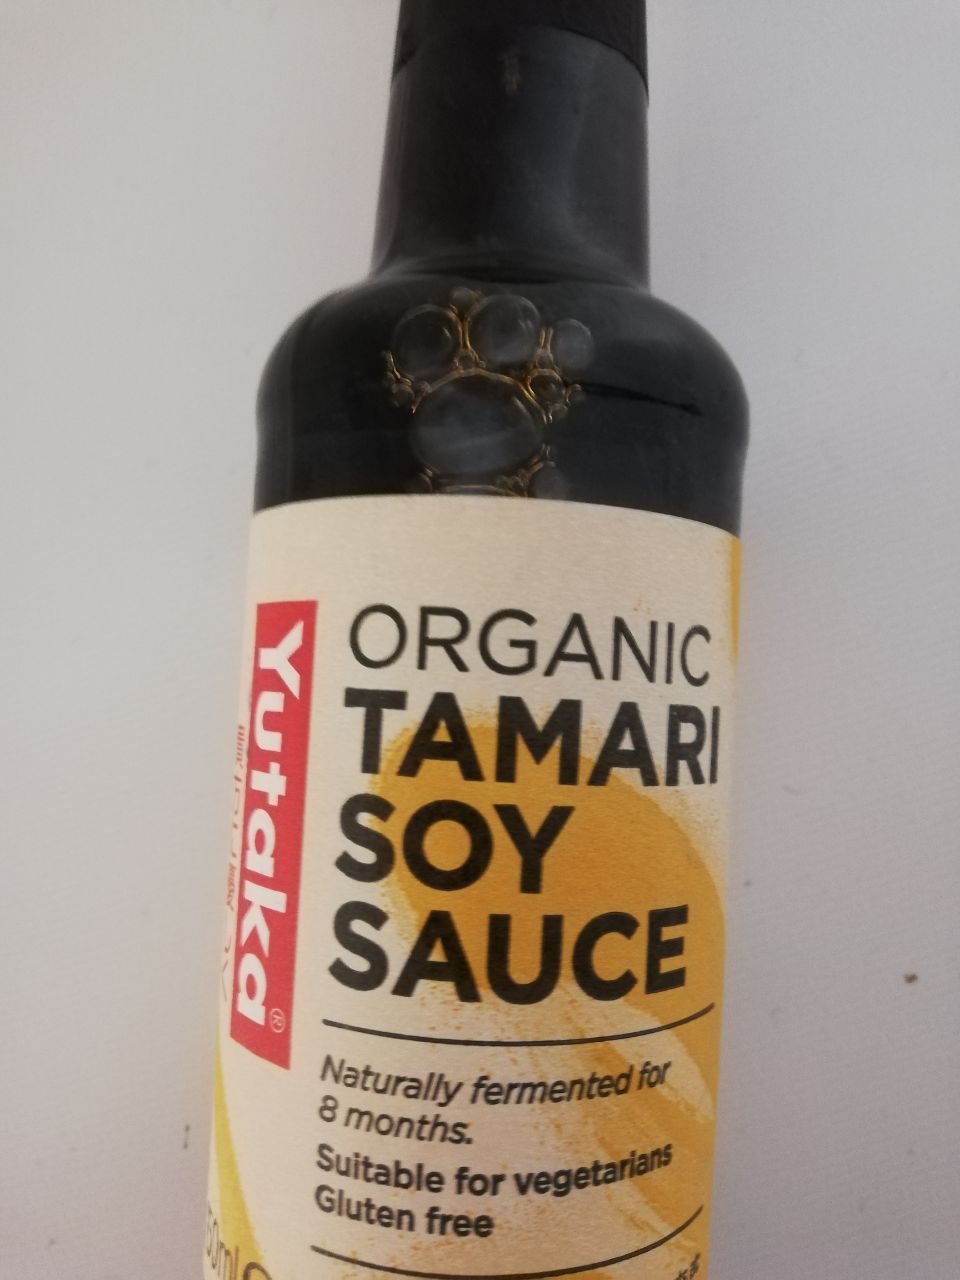 Yutaka®
ORGANIC
TAMARI
SOY
SAUCE
Naturally fermented for
8 months.
Suitable for vegetarians
Gluten free